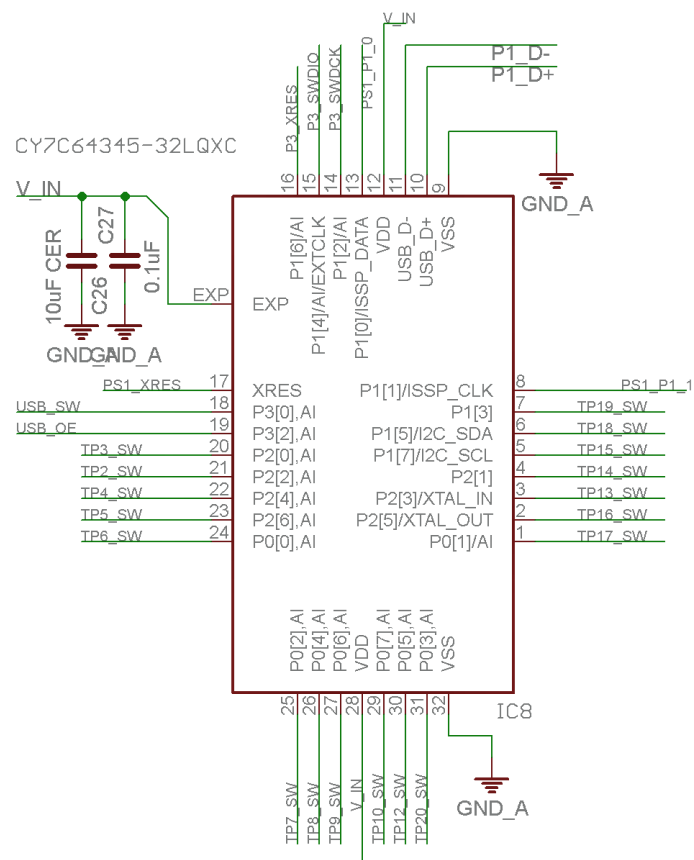 V_IN
P1_D-
P1_D+
P3_XRES
P3_SWDIO
P3_SWDCK
PS1_P1_0
CY7C64345-32LQXC
16
15
14
13
12
11
10
9
GND_A
V_IN
10uF CER
C26
C27
0.1uF
GND_A
GND_A
P1[6]/AI
P1[4]/AI/EXTCLK
P1[2]/AI
P1[0]/ISSP_DATA
VDD
USB_D-
USB_D+
VSS
EXP
EXP
PS1_XRES 17 XRES
P1[1]/ISSP_CLK 8 PS1_P1_1
USB_SW 18 P3[0],AI
P1[3] 7 TP19_SW
USB_OE 19 P3[2],AI
P1[5]/I2C_SDA 6 TP18_SW
TP3_SW 20 P2[0],AI
P1[7]/I2C_SCL 5 TP15_SW
TP2_SW 21 P2[2],AI
P2[1] 4 TP14_SW
TP4_SW 22 P2[4],AI
P2[3]/XTAL_IN 3 TP13_SW
TP5_SW 23 P2[6],AI
P2[5]/XTAL_OUT 2 TP16_SW
TP6_SW 24 P0[0],AI
P0[1]/AI 1 TP17_SW
P0[2],AI
P0[4],AI
P0[6],AI
VDD
P0[7],AI
P0[5],AI
P0[3],AI
VSS
25
26
27
28
29
30
31
32
IC8
TP7_SW
TP8_SW
TP9_SW
V_IN
TP10_SW
TP12_SW
TP20_SW
GND_A